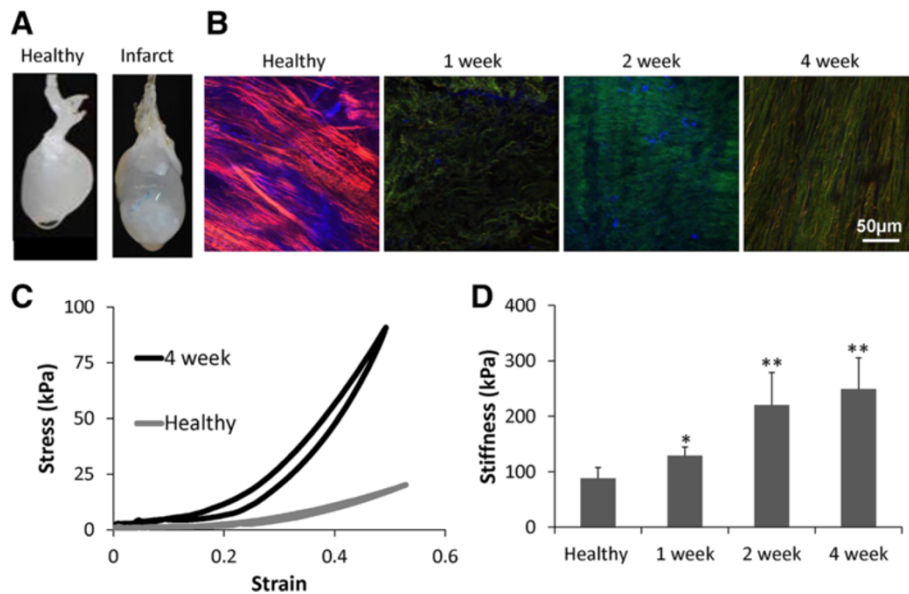 A
Healthy Infarct
B
Healthy 1 week 2 week 4 week
50µm
C
100
75
50
25
0
Stress (kPa)
4 week
Healthy
0 0.2 0.4 0.6
Strain
D
400
300
200
100
0
Stiffness (kPa)
*
**
**
Healthy 1 week 2 week 4 week